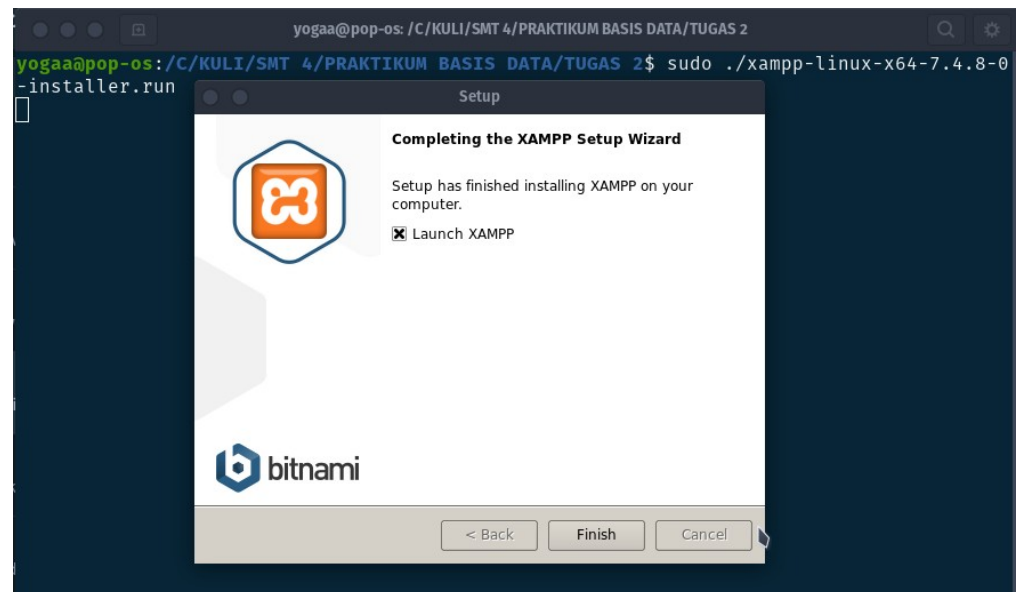 yogaa@pop-os: /C/KULI/SMT 4/PRAKTIKUM BASIS DATA/TUGAS 2
yogaa@pop-os:/C/KULI/SMT 4/PRAKTIKUM BASIS DATA/TUGAS 2$ sudo ./xampp-linux-x64-7.4.8-0
-installer.run
Setup
Completing the XAMPP Setup Wizard
Setup has finished installing XAMPP on your
computer.
Launch XAMPP
bitnami
< Back
Finish
Cancel